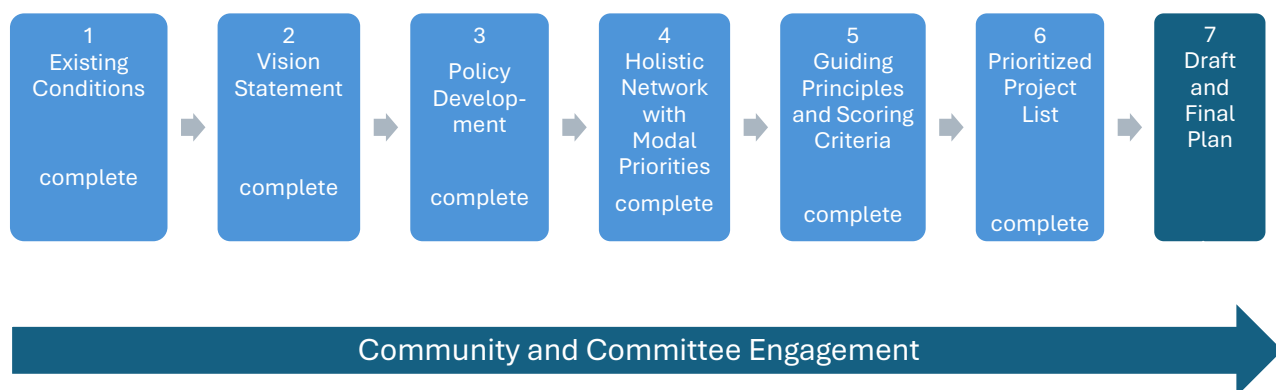 1
Existing
Conditions
complete
2
Vision
Statement
complete
3
Policy
Develop-
ment
complete
4
Holistic
Network
with
Modal
Priorities
complete
5
Guiding
Principles
and Scoring
Criteria
complete
6
Prioritized
Project
List
complete
7
Draft
and
Final
Plan
Community and Committee Engagement